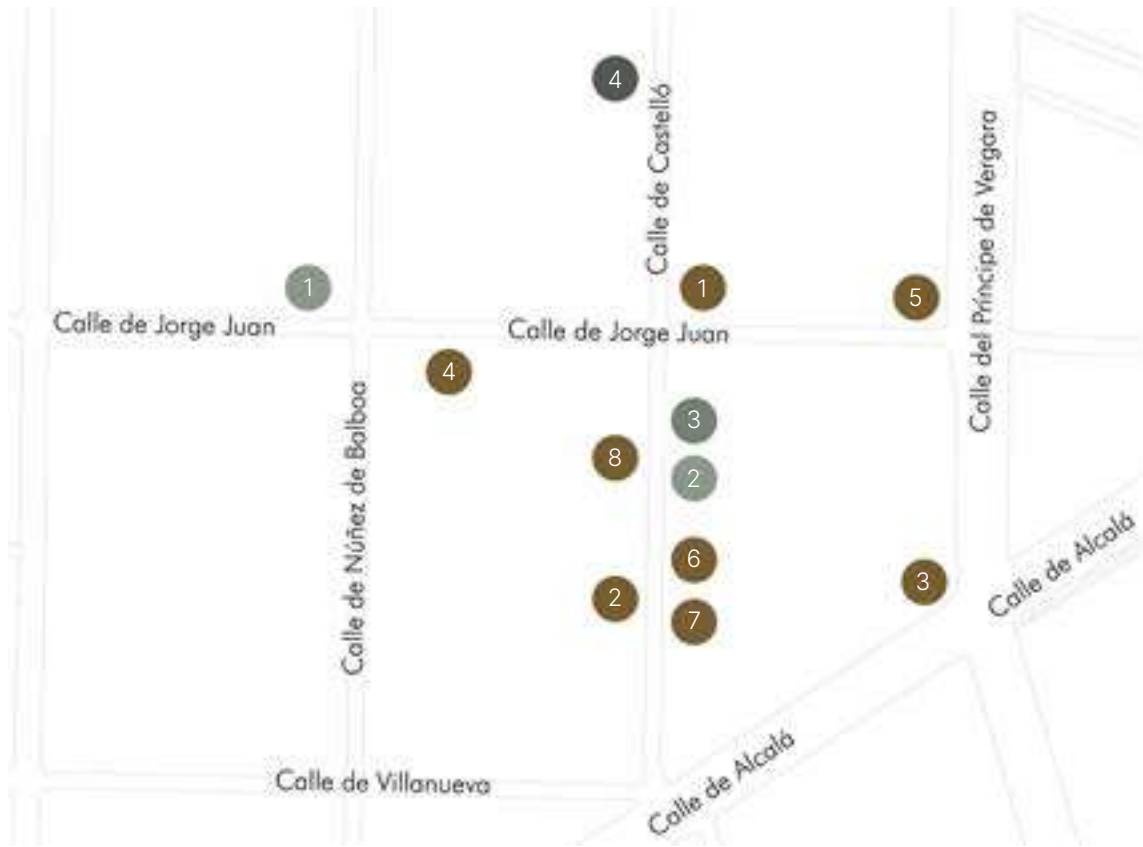 4
Calle de Castelló
Calle del Príncipe de Vergara
1
1
5
Calle de Jorge Juan
Calle de Jorge Juan
4
3
8
2
Calle de Núñez de Balboa
6
2
7
3
Calle de Alcalá
Calle de Villanueva
Calle de Alcalá